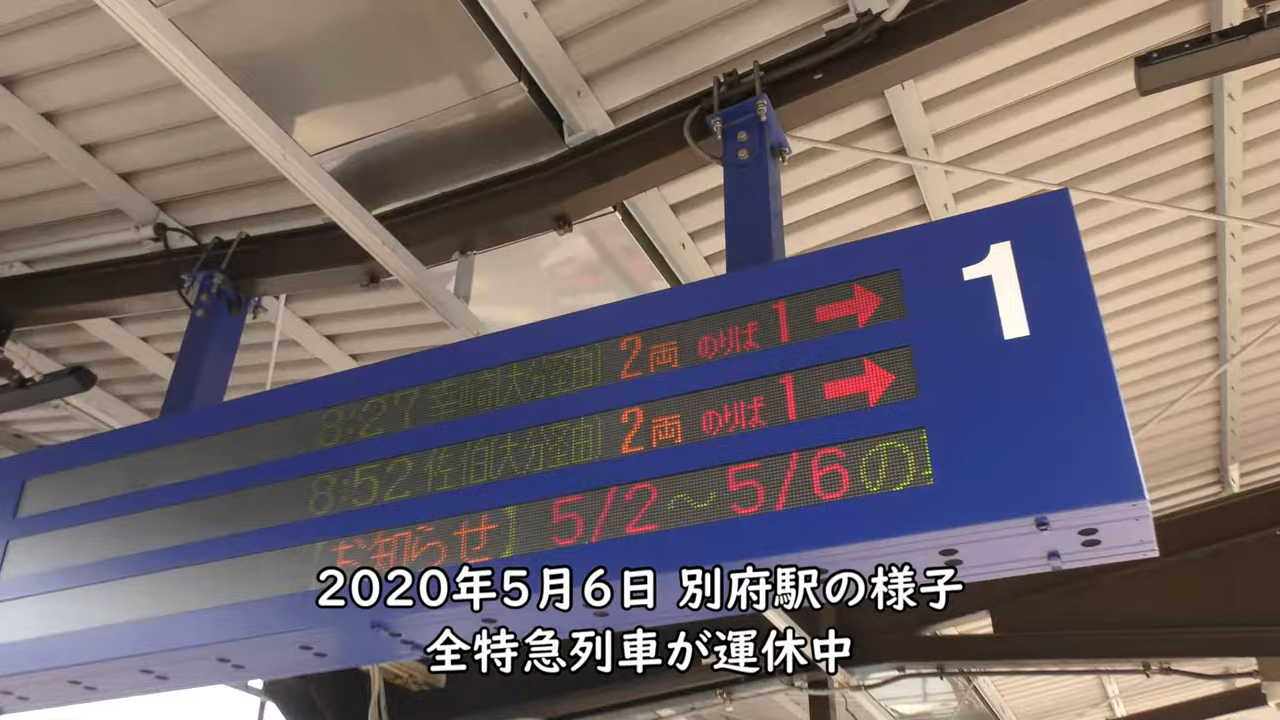 1
8:27 幸崎[大分経由] 2両 のりば 1 →
8:52 佐伯[大分経由] 2両 のりば 1 →
[お知らせ] 5/2～5/6の
2020年5月6日 別府駅の様子
全特急列車が運休中